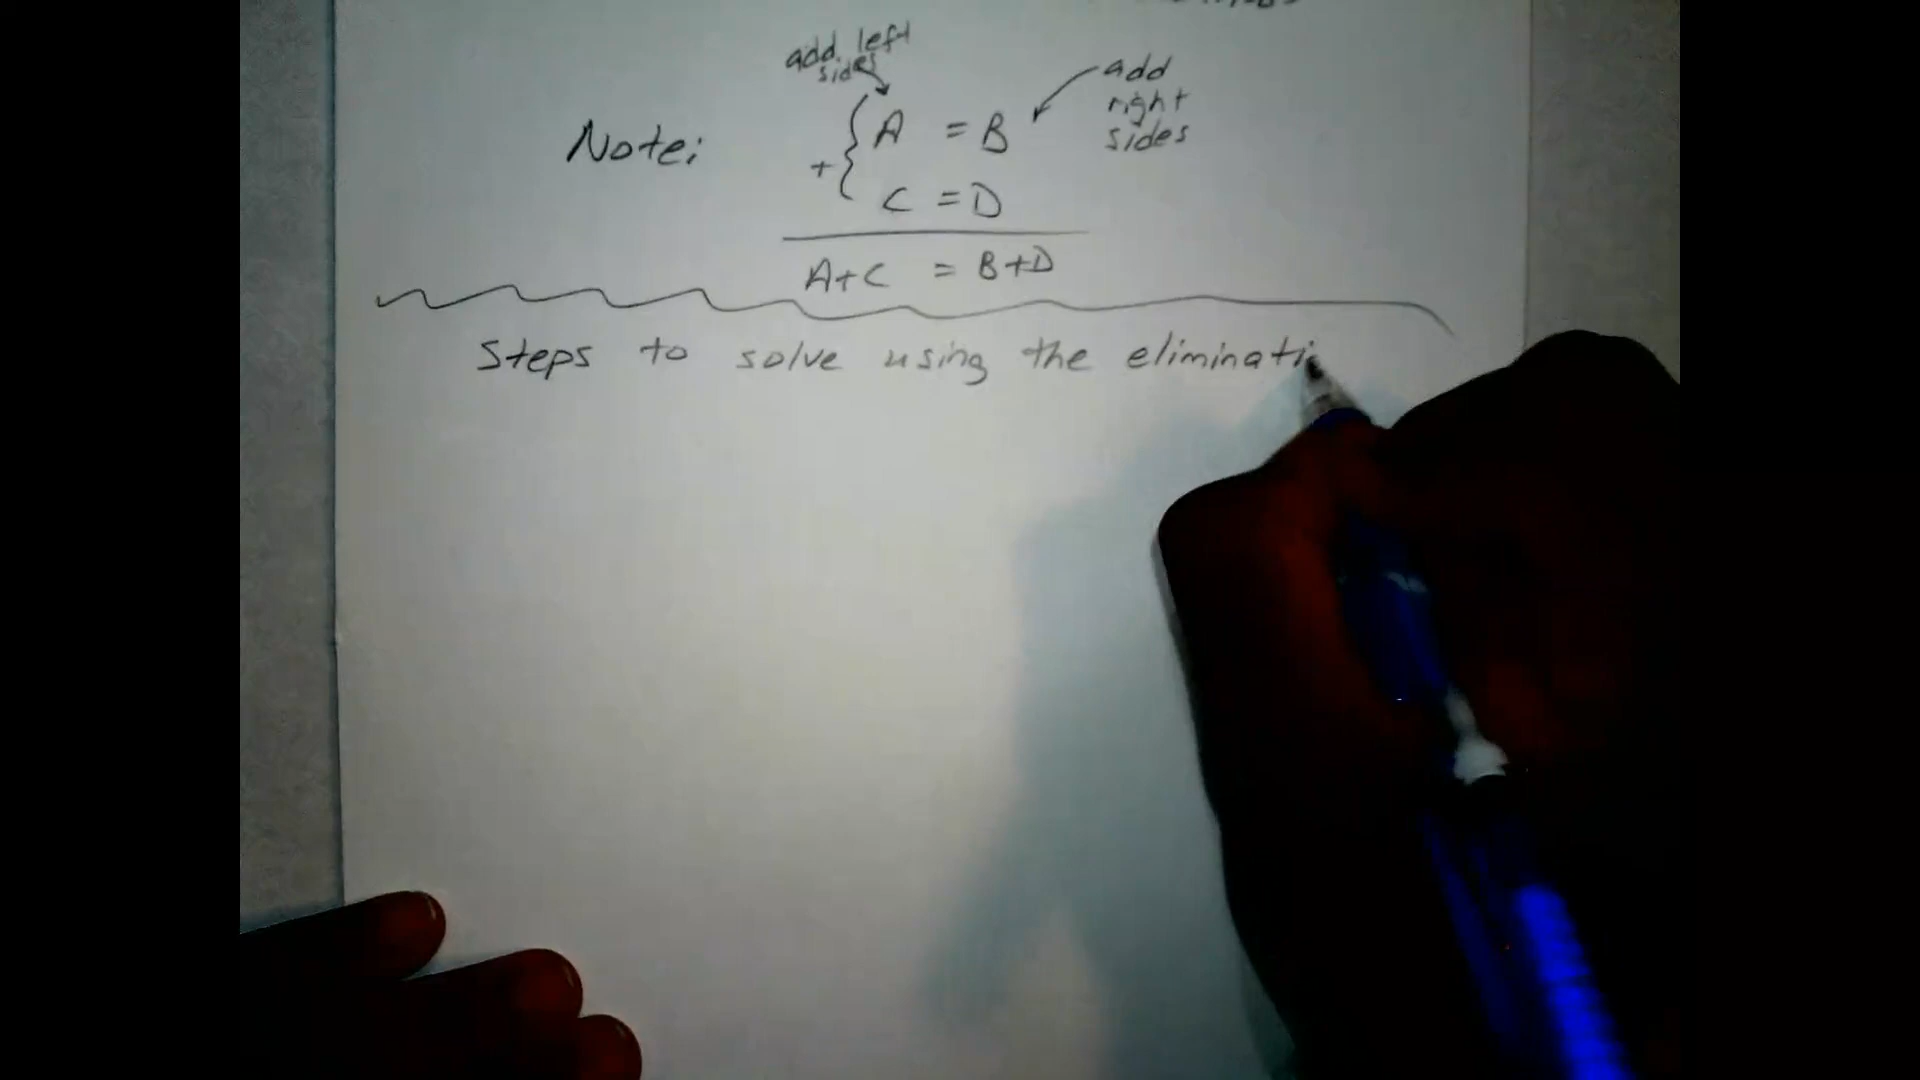 add left
sides
add
right
sides
Note:
A = B
+
C = D
A+C = B+D
Steps to solve using the eliminati